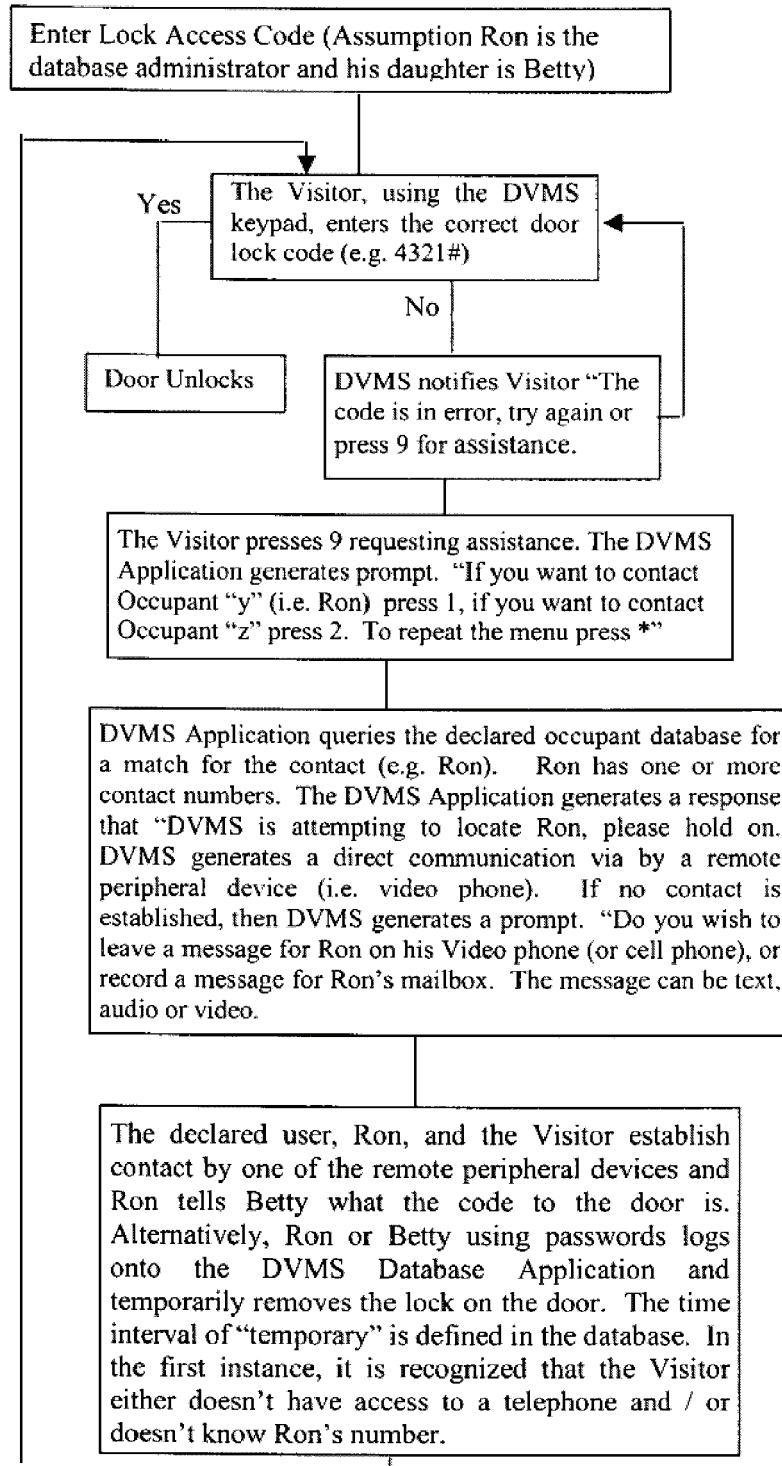 Enter Lock Access Code (Assumption Ron is the
database administrator and his daughter is Betty)
Yes
The Visitor, using the DVMS
keypad, enters the correct door
lock code (e.g. 4321#)
No
Door Unlocks
DVMS notifies Visitor “The
code is in error, try again or
press 9 for assistance.
The Visitor presses 9 requesting assistance. The DVMS
Application generates prompt. “If you want to contact
Occupant “y” (i.e. Ron) press 1, if you want to contact
Occupant “z” press 2. To repeat the menu press *”
DVMS Application queries the declared occupant database for
a match for the contact (e.g. Ron). Ron has one or more
contact numbers. The DVMS Application generates a response
that “DVMS is attempting to locate Ron, please hold on.
DVMS generates a direct communication via by a remote
peripheral device (i.e. video phone). If no contact is
established, then DVMS generates a prompt. “Do you wish to
leave a message for Ron on his Video phone (or cell phone), or
record a message for Ron’s mailbox. The message can be text,
audio or video.
The declared user, Ron, and the Visitor establish
contact by one of the remote peripheral devices and
Ron tells Betty what the code to the door is.
Alternatively, Ron or Betty using passwords logs
onto the DVMS Database Application and
temporarily removes the lock on the door. The time
interval of “temporary” is defined in the database. In
the first instance, it is recognized that the Visitor
either doesn’t have access to a telephone and / or
doesn’t know Ron’s number.